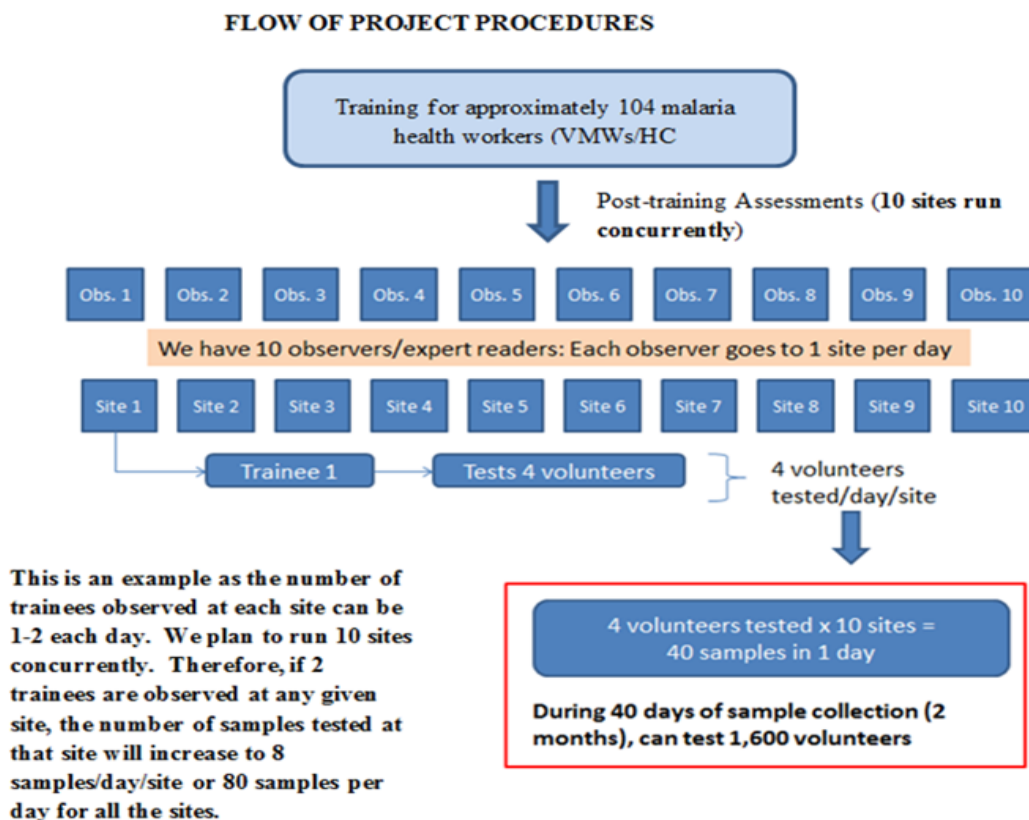 FLOW OF PROJECT PROCEDURES
Training for approximately 104 malaria
health workers (VMWs/HC
Post-training Assessments (10 sites run
concurrently)
Obs. 1 Obs. 2 Obs. 3 Obs. 4 Obs. 5 Obs. 6 Obs. 7 Obs. 8 Obs. 9 Obs. 10
We have 10 observers/expert readers: Each observer goes to 1 site per day
Site 1 Site 2 Site 3 Site 4 Site 5 Site 6 Site 7 Site 8 Site 9 Site 10
Trainee 1
Tests 4 volunteers
4 volunteers
tested/day/site
This is an example as the number of
trainees observed at each site can be
1-2 each day. We plan to run 10 sites
concurrently. Therefore, if 2
trainees are observed at any given
site, the number of samples tested at
that site will increase to 8
samples/day/site or 80 samples per
day for all the sites.
4 volunteers tested x 10 sites =
40 samples in 1 day
During 40 days of sample collection (2
months), can test 1,600 volunteers